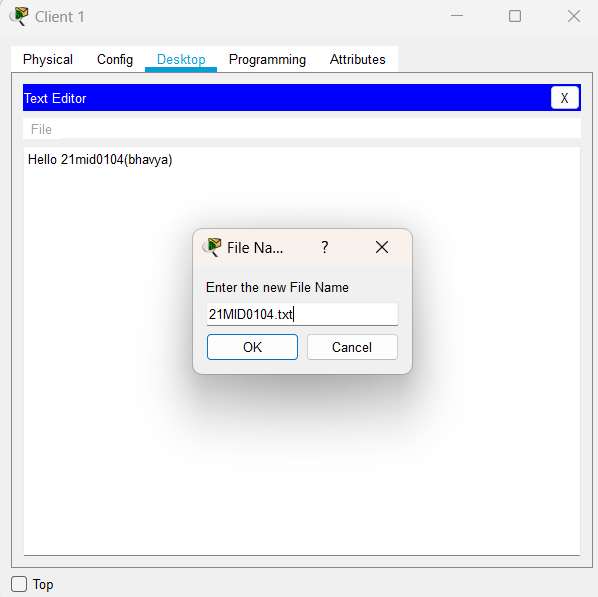 Client 1
Physical Config Desktop Programming Attributes
Text Editor X
File
Hello 21mid0104(bhavya)
File Na... ?
Enter the new File Name
21MID0104.txt
OK Cancel
Top